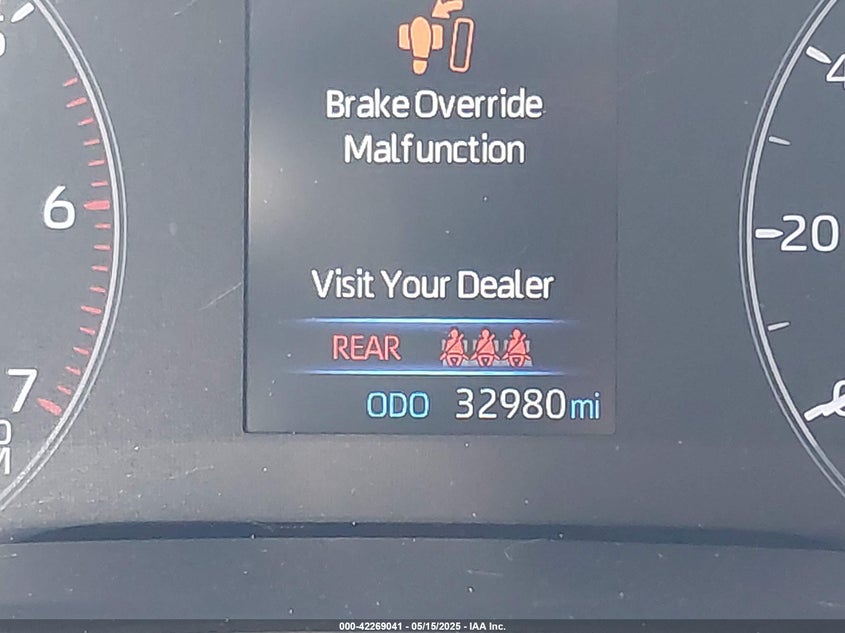 Brake Override
Malfunction
6
20
Visit Your Dealer
REAR
7
ODO 32980 mi
000-42269041 - 05/15/2025 - IAA Inc.